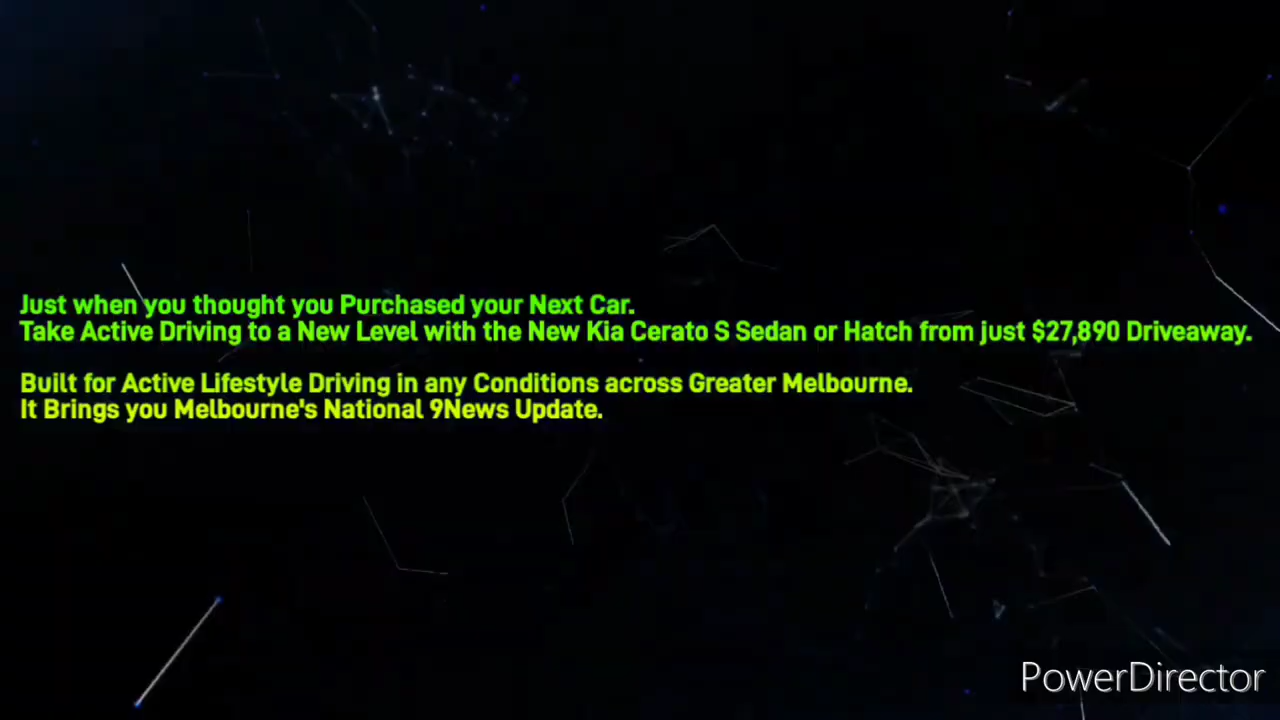 Just when you thought you Purchased your Next Car.
Take Active Driving to a New Level with the New Kia Cerato S Sedan or Hatch from just $27,890 Driveaway.
Built for Active Lifestyle Driving in any Conditions across Greater Melbourne.
It Brings you Melbourne's National 9News Update.
PowerDirector